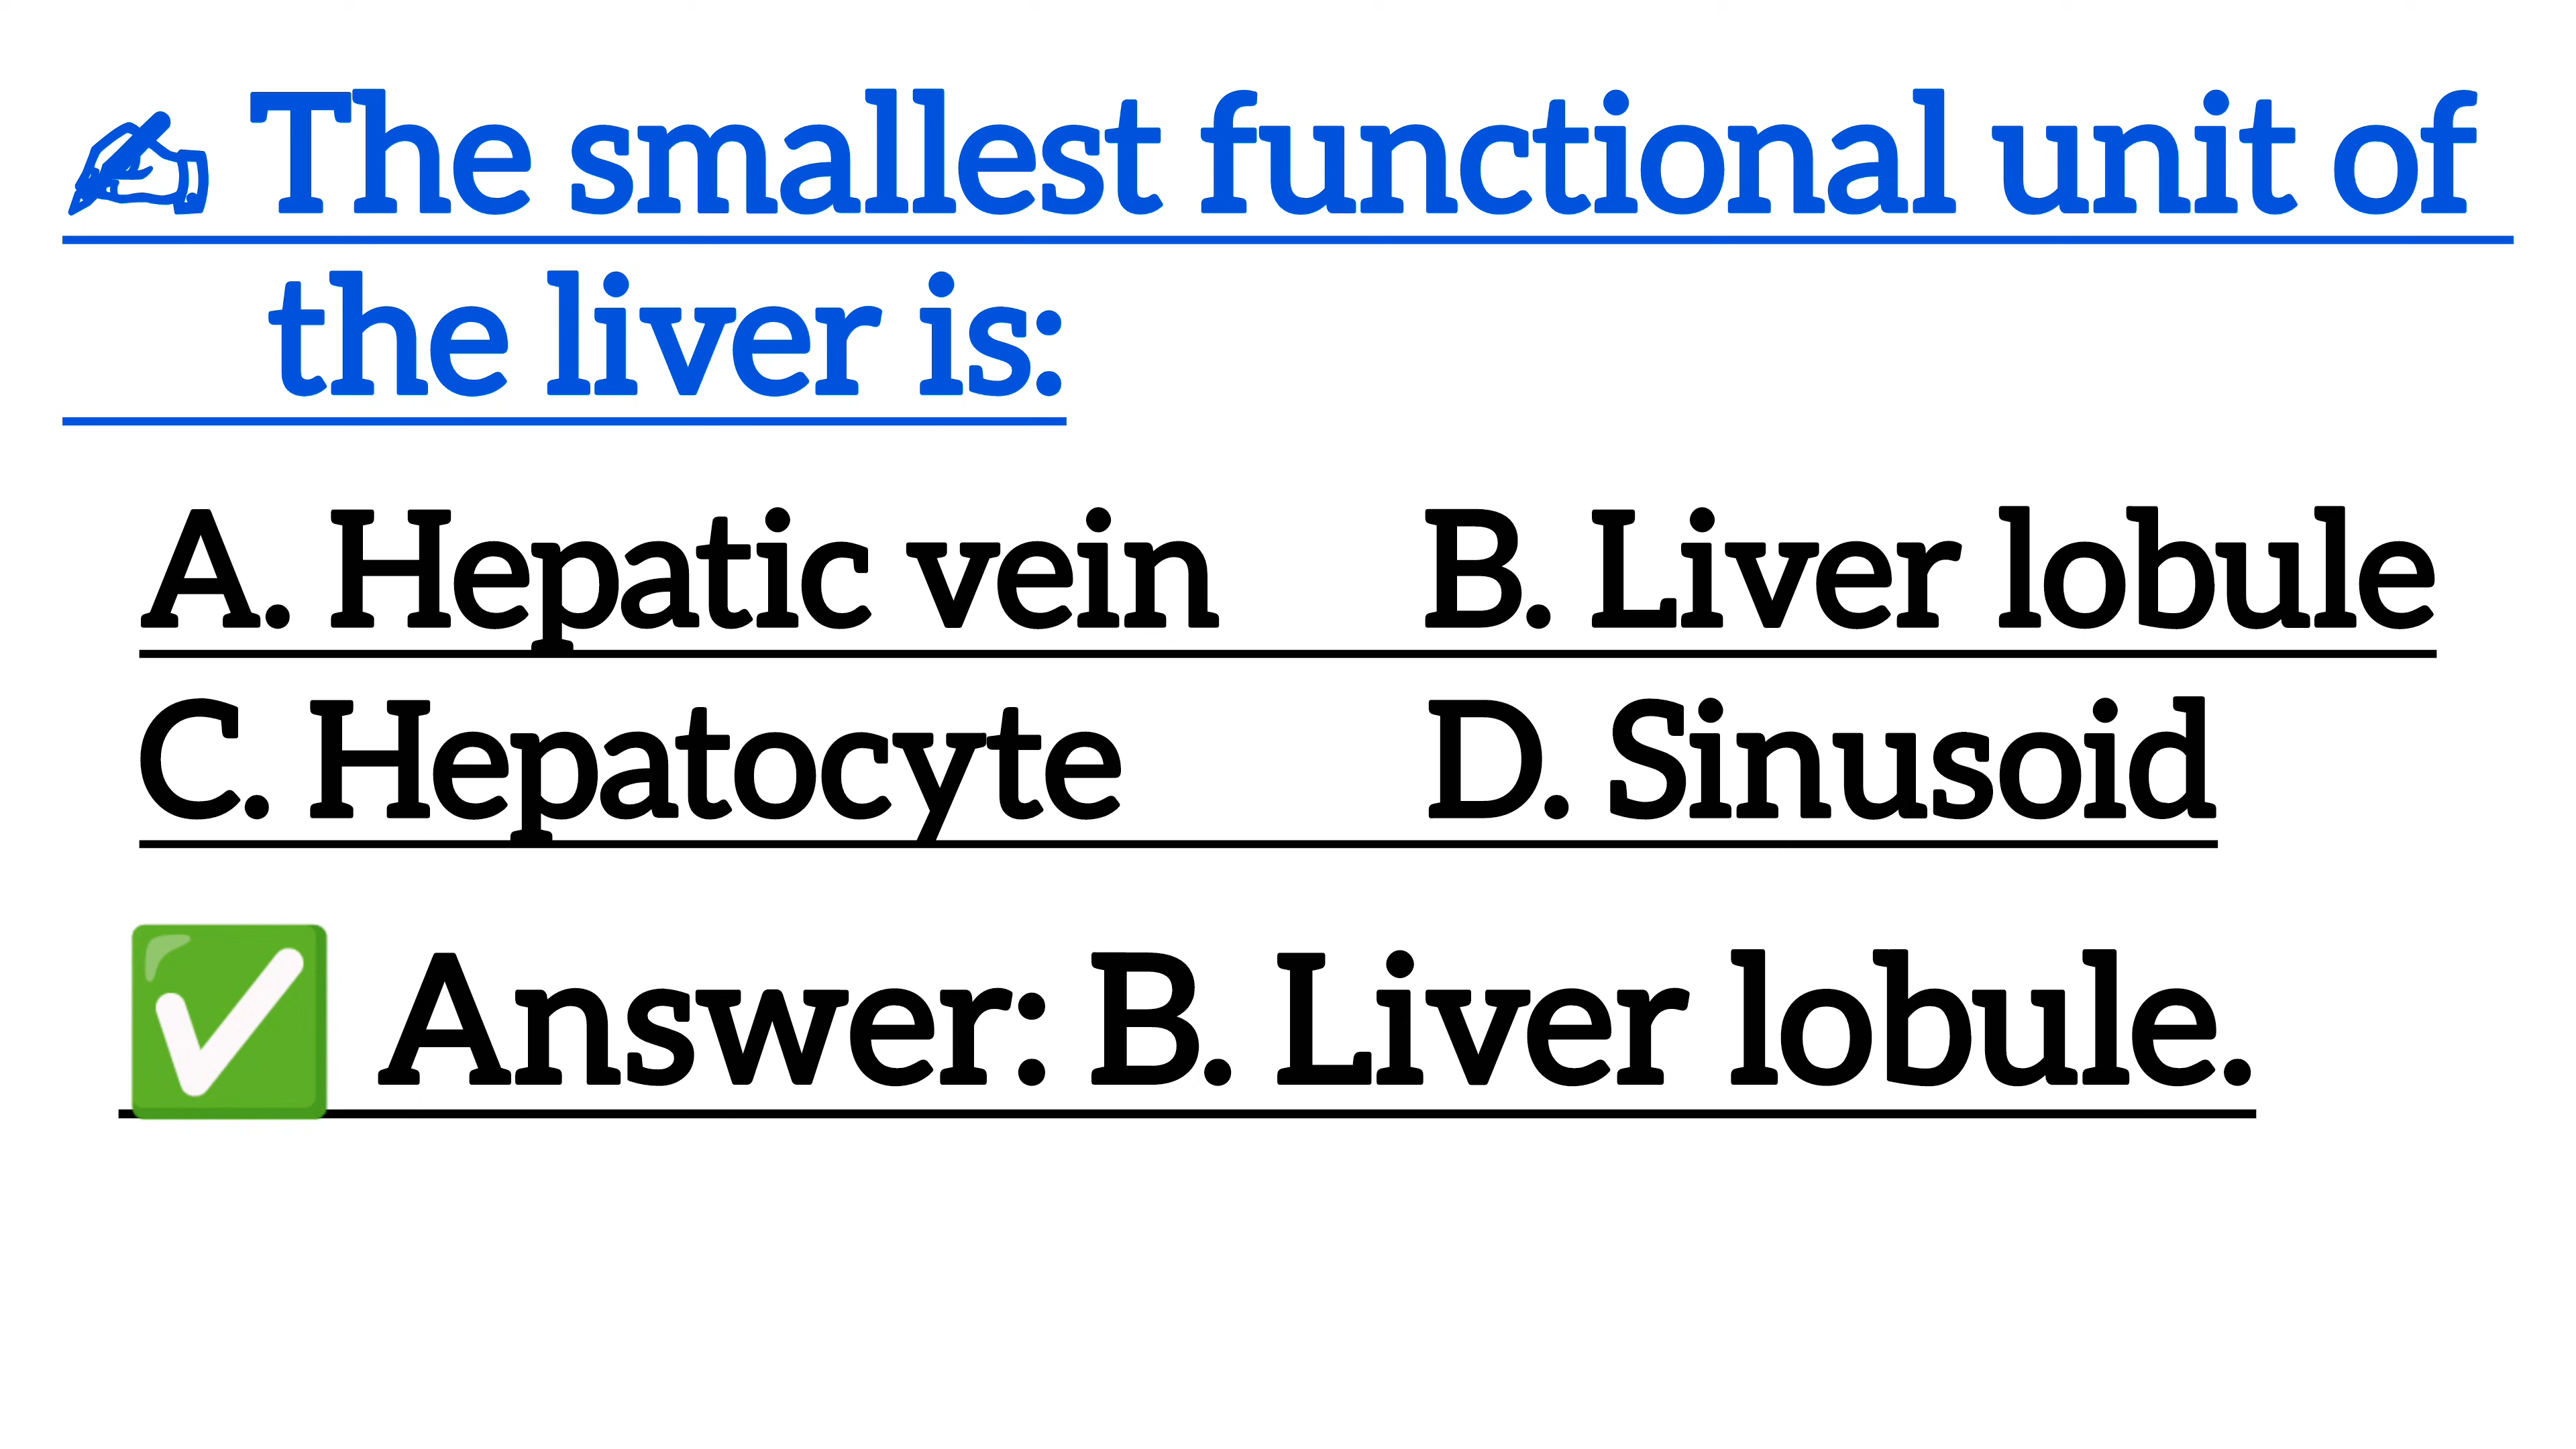 ✍ The smallest functional unit of
the liver is:
A. Hepatic vein B. Liver lobule
C. Hepatocyte D. Sinusoid
✅ Answer: B. Liver lobule.